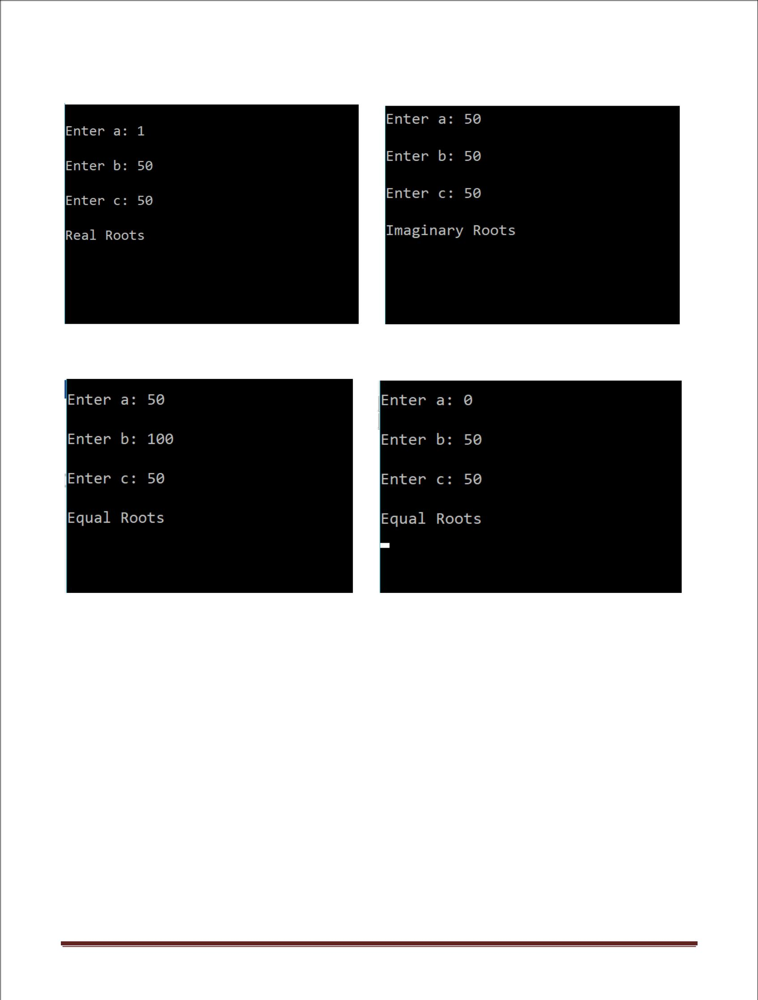 Enter a: 1
Enter b: 50
Enter c: 50
Real Roots
Enter a: 50
Enter b: 50
Enter c: 50
Imaginary Roots
Enter a: 50
Enter b: 100
Enter c: 50
Equal Roots
Enter a: 0
Enter b: 50
Enter c: 50
Equal Roots